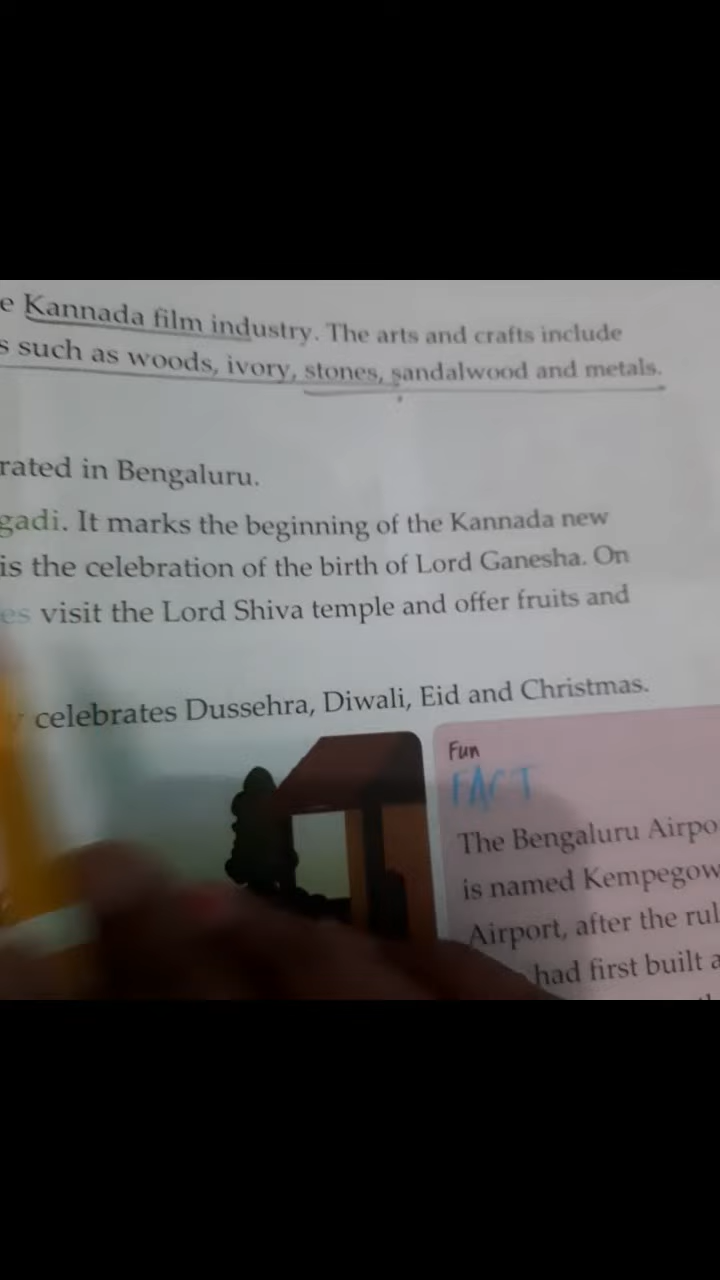 e Kannada film industry. The arts and crafts include
s such as woods, ivory, stones, sandalwood and metals.
rated in Bengaluru.
gadi. It marks the beginning of the Kannada new
is the celebration of the birth of Lord Ganesha. On
es visit the Lord Shiva temple and offer fruits and
celebrates Dussehra, Diwali, Eid and Christmas.
Fun
FACT
The Bengaluru Airpo
is named Kempegow
Airport, after the rul
had first built a